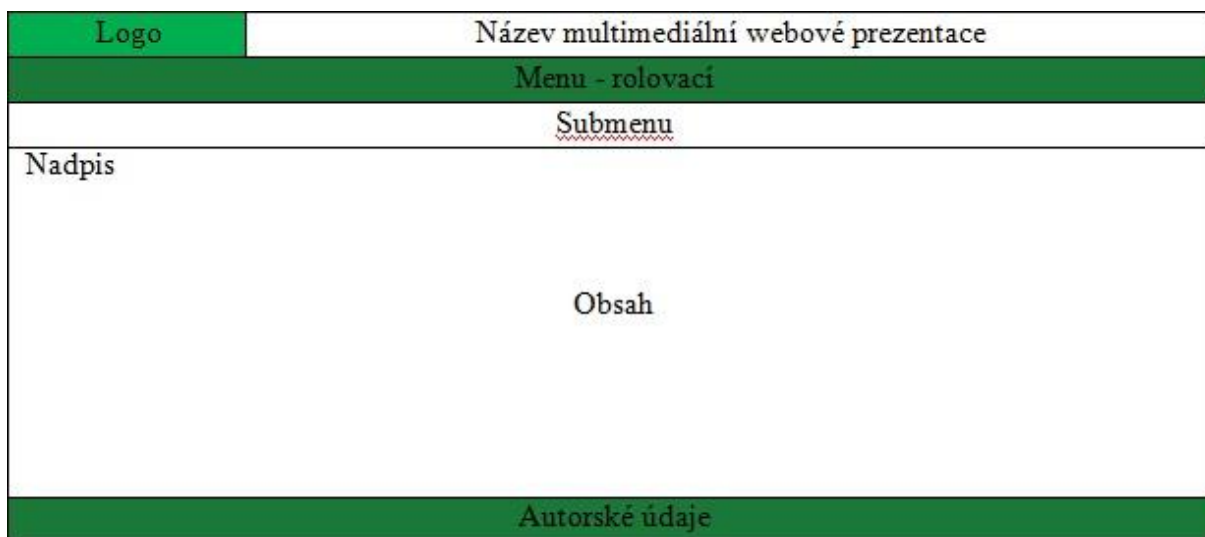 Logo
Název multimediální webové prezentace
Menu - rolovací
Submenu
Nadpis
Obsah
Autorské údaje